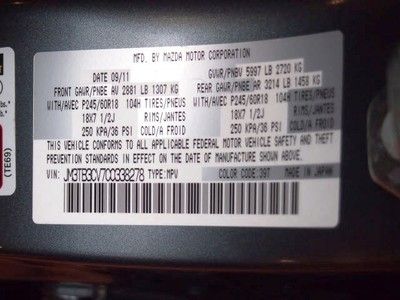 MFD. BY MAZDA MOTOR CORPORATION
DATE 09/11
GVWR/PNBV 5997 LB 2720 KG
FRONT GAWR/PNBE AV 2881 LB 1307 KG
REAR GAWR/PNBE AR 3214 LB 1458 KG
WITH/AVEC P245/60R18 104H TIRES/PNEUS
WITH/AVEC P245/60R18 104H TIRES/PNEUS
18X7 1/2J RIMS/JANTES
18X7 1/2J RIMS/JANTES
250 KPA/36 PSI COLD/A FROID
250 KPA/36 PSI COLD/A FROID
THIS VEHICLE CONFORMS TO ALL APPLICABLE FEDERAL MOTOR VEHICLE SAFETY AND THEFT
PREVENTION STANDARDS IN EFFECT ON THE DATE OF MANUFACTURE SHOWN ABOVE.
VIN: JM3TB3CV7C0338278 TYPE: MPV
COLOR CODE: 39T
MADE IN JAPAN
(TE69)